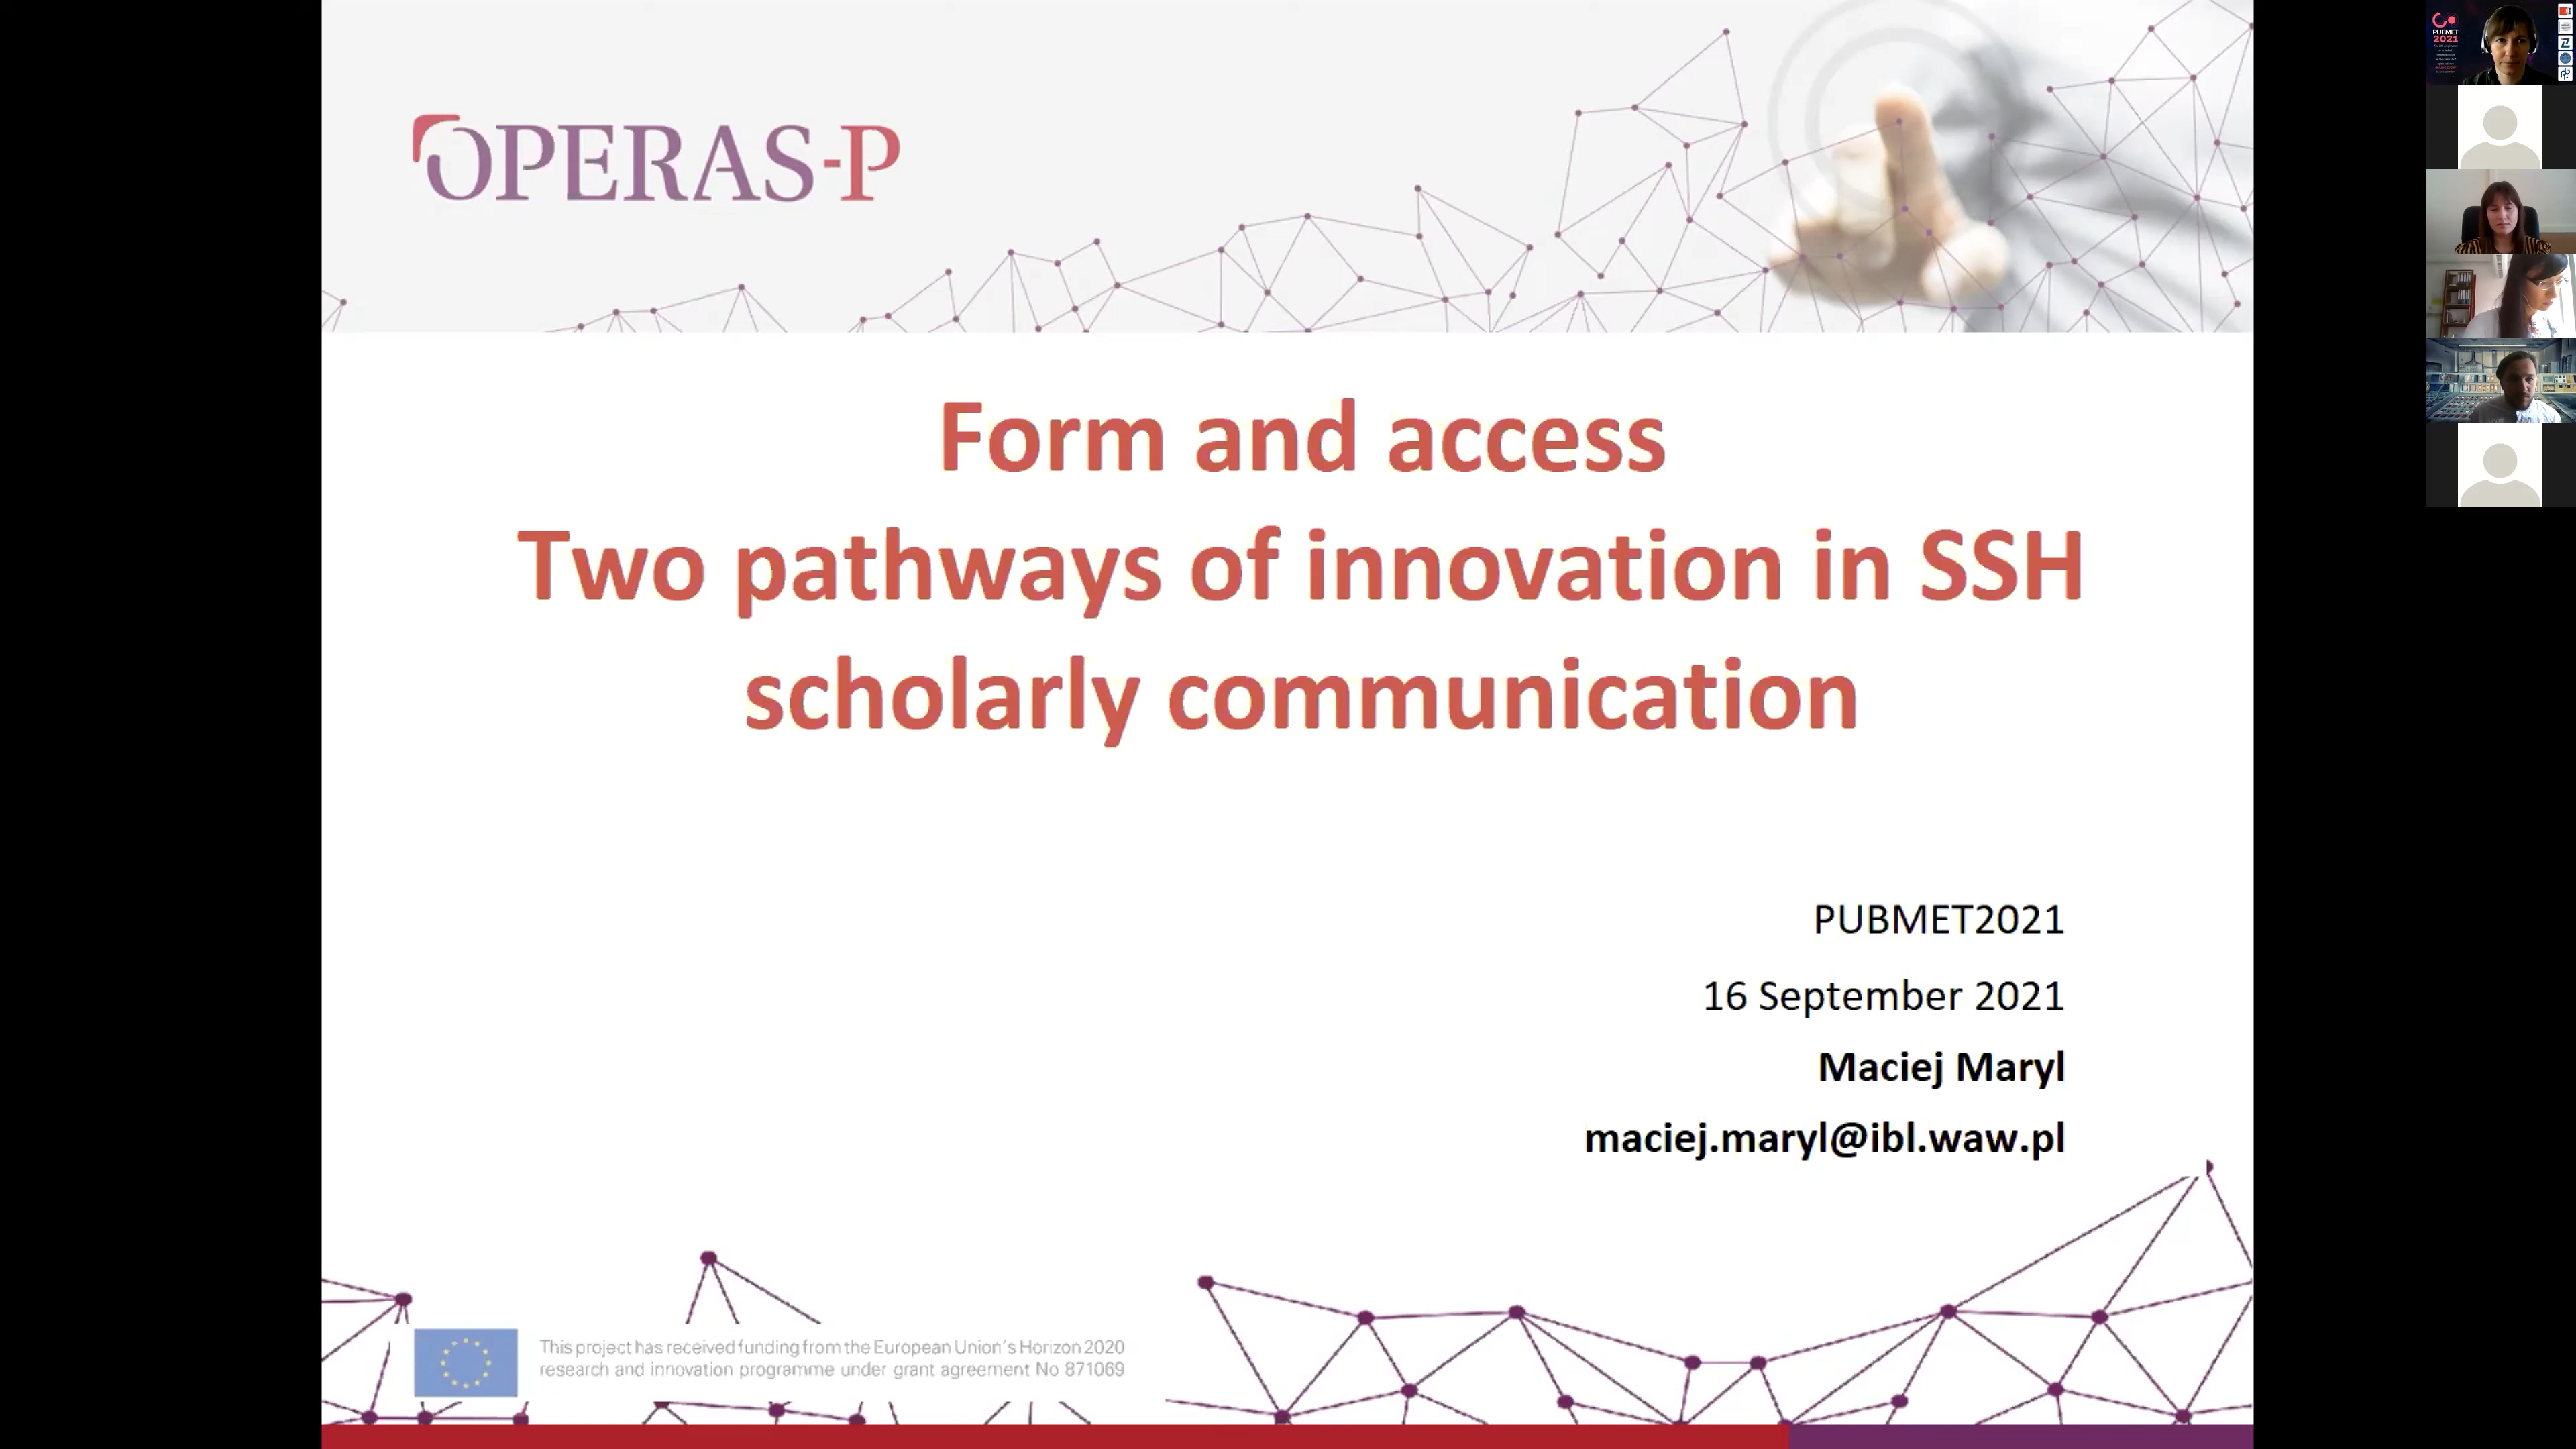 OPERAS-P
Form and access
Two pathways of innovation in SSH
scholarly communication
PUBMET2021
16 September 2021
Maciej Maryl
maciej.maryl@ibl.waw.pl
This project has received funding from the European Union's Horizon 2020
research and innovation programme under grant agreement No 871069
PUBMET
2021